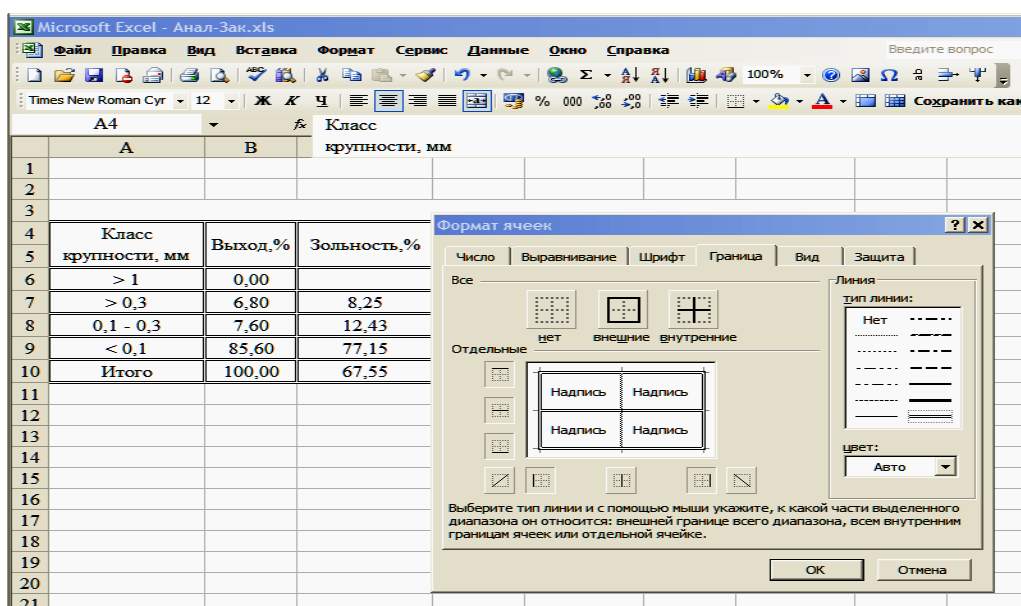 Microsoft Excel - Анал-Зак.xls
Файл Правка Вид Вставка Формат Сервис Данные Окно Справка Введите вопрос
100%
Times New Roman Cyr 12 Ж К Ч % 000 Сохранить как
A4 fx Класс
крупности, мм
A B
1
2
3
4 Класс
крупности, мм Выход,% Зольность,%
5
6 > 1 0,00
7 > 0,3 6,80 8,25
8 0,1 - 0,3 7,60 12,43
9 < 0,1 85,60 77,15
10 Итого 100,00 67,55
11
12
13
14
15
16
17
18
19
20
21
Формат ячеек
Число Выравнивание Шрифт Граница Вид Защита
Все
нет внешние внутренние
Отдельные
Надпись Надпись
Надпись Надпись
Линия
тип линии:
Нет
цвет:
Авто
Выберите тип линии и с помощью мыши укажите, к какой части выделенного
диапазона он относится: внешней границе всего диапазона, всем внутренним
границам ячеек или отдельной ячейке.
ОК Отмена